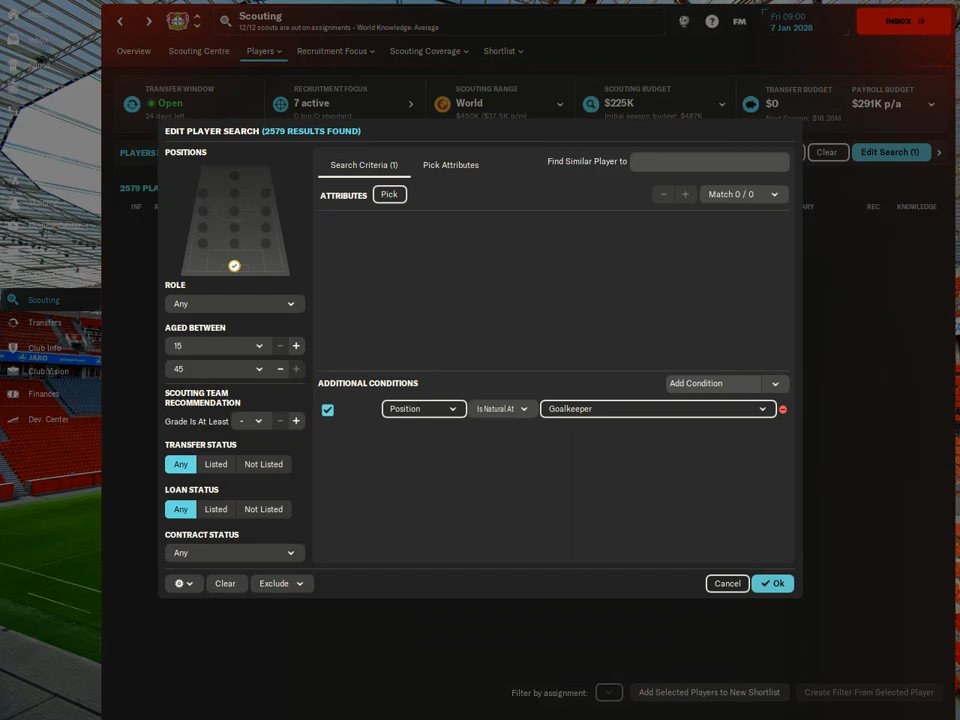 Scouting
12/12 scouts are out on assignments - World Knowledge: Average
FM
Fri 09:00
7 Jan 2028
INBOX
Overview
Scouting Centre
Players
Recruitment Focus
Scouting Coverage
Shortlist
TRANSFER WINDOW
Open
24 days left
RECRUITMENT FOCUS
7 active
0 top/0 standard
SCOUTING RANGE
World
$450K ($37.5K p/m)
SCOUTING BUDGET
$225K
Initial season budget: $487K
TRANSFER BUDGET
$0
PAYROLL BUDGET
$291K p/a
EDIT PLAYER SEARCH (2579 RESULTS FOUND)
PLAYERS
Clear
Edit Search (1)
2579 PLA
INF
REC
KNOWLEDGE
POSITIONS
Search Criteria (1)
Pick Attributes
Find Similar Player to
ATTRIBUTES
Pick
Match 0 / 0
ROLE
Any
AGED BETWEEN
15
45
SCOUTING TEAM
RECOMMENDATION
Grade Is At Least
-
TRANSFER STATUS
Any
Listed
Not Listed
LOAN STATUS
Any
Listed
Not Listed
CONTRACT STATUS
Any
ADDITIONAL CONDITIONS
Add Condition
Position
Is Natural At
Goalkeeper
Clear
Exclude
Cancel
Ok
Scouting
Transfers
Club Info
JAKO
Club Vision
Finances
Dev. Center
Filter by assignment:
Add Selected Players to New Shortlist
Create Filter From Selected Player